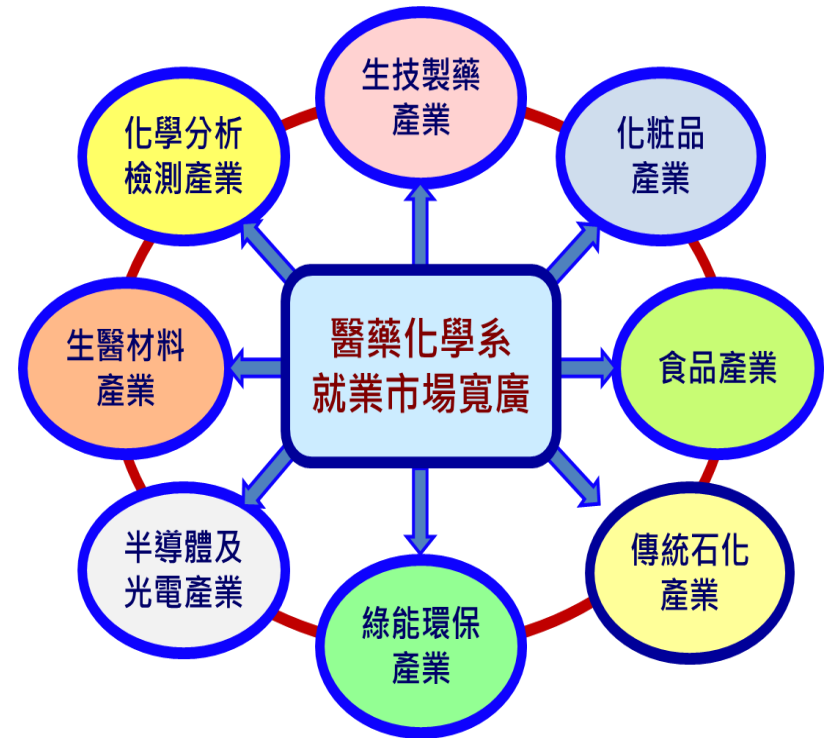 生技製藥
產業
化學分析
檢測產業
化粧品
產業
生醫材料
產業
醫藥化學系
就業市場寬廣
食品產業
半導體及
光電產業
傳統石化
產業
綠能環保
產業